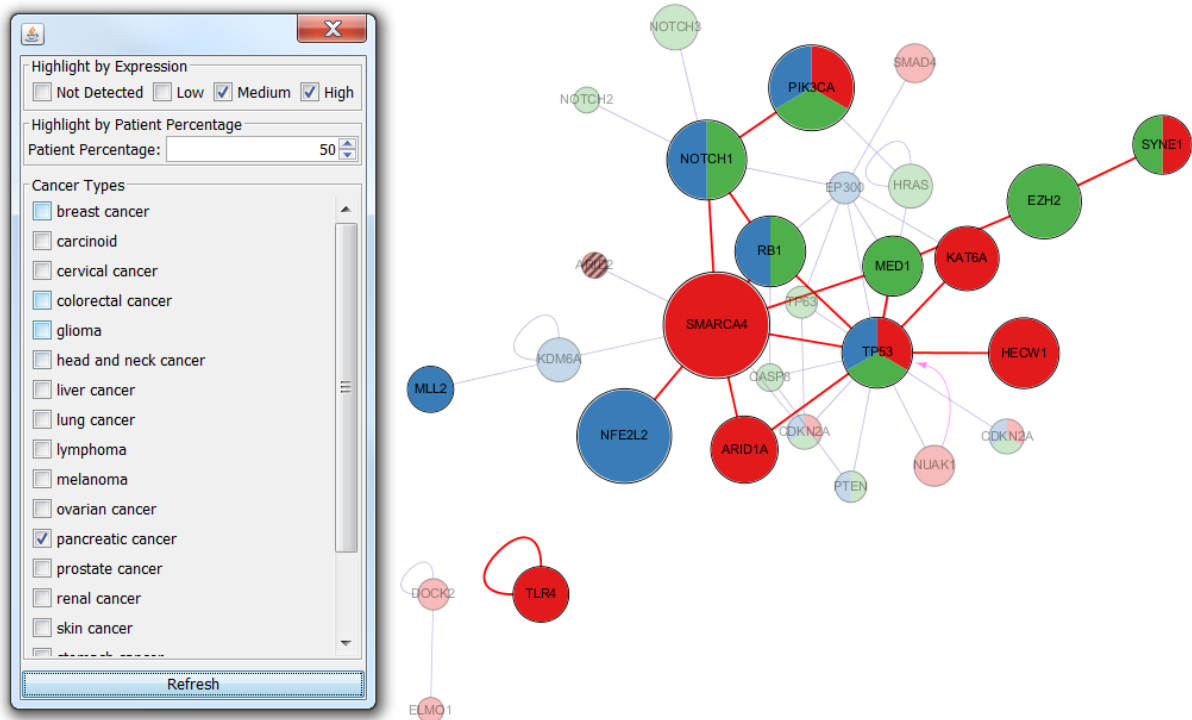 Highlight by Expression
Not Detected Low Medium High
Highlight by Patient Percentage
Patient Percentage: 50
Cancer Types
breast cancer
carcinoid
cervical cancer
colorectal cancer
glioma
head and neck cancer
liver cancer
lung cancer
lymphoma
melanoma
ovarian cancer
pancreatic cancer
prostate cancer
renal cancer
skin cancer
stomach cancer
Refresh
NOTCH3
SMAD4
PIK3CA
NOTCH2
SYNE1
NOTCH1
HRAS
EP300
EZH2
RB1
MED1
KAT6A
ARID2
TP63
SMARCA4
TP53
HECW1
KDM6A
CASP8
MLL2
NFE2L2
CDKN2A
CDKN2A
ARID1A
NUAK1
PTEN
DOCK2
TLR4
ELMO1